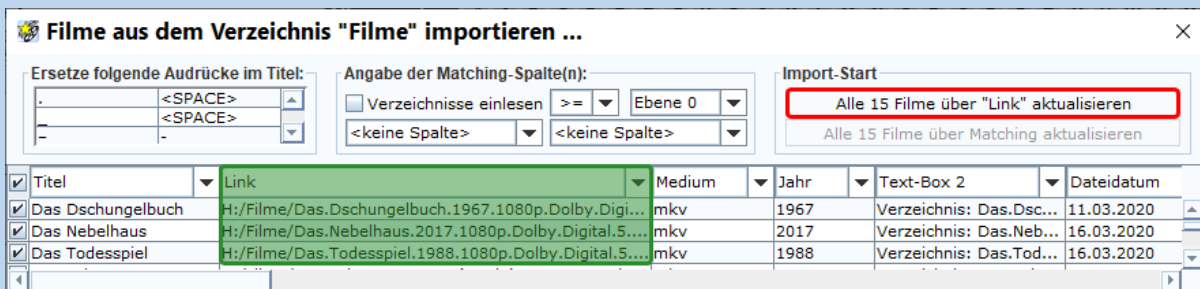 Filme aus dem Verzeichnis "Filme" importieren ...
Ersetze folgende Audrücke im Titel:
. <SPACE>
_ <SPACE>
– -
Angabe der Matching-Spalte(n):
Verzeichnisse einlesen >= Ebene 0
<keine Spalte> <keine Spalte>
Import-Start
Alle 15 Filme über "Link" aktualisieren
Alle 15 Filme über Matching aktualisieren
Titel Link Medium Jahr Text-Box 2 Dateidatum
Das Dschungelbuch H:/Filme/Das.Dschungelbuch.1967.1080p.Dolby.Digi... mkv 1967 Verzeichnis: Das.Dsc... 11.03.2020
Das Nebelhaus H:/Filme/Das.Nebelhaus.2017.1080p.Dolby.Digital.5.... mkv 2017 Verzeichnis: Das.Neb... 16.03.2020
Das Todesspiel H:/Filme/Das.Todesspiel.1988.1080p.Dolby.Digital.5.... mkv 1988 Verzeichnis: Das.Tod... 16.03.2020